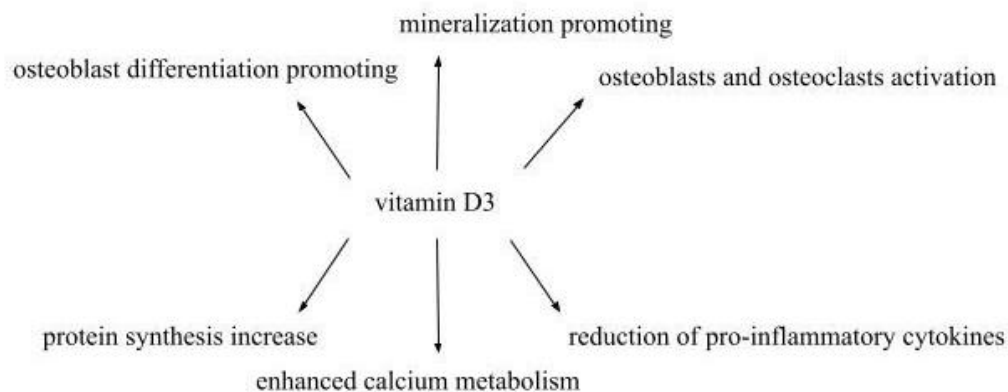 mineralization promoting
osteoblast differentiation promoting
osteoblasts and osteoclasts activation
vitamin D3
protein synthesis increase
reduction of pro-inflammatory cytokines
enhanced calcium metabolism